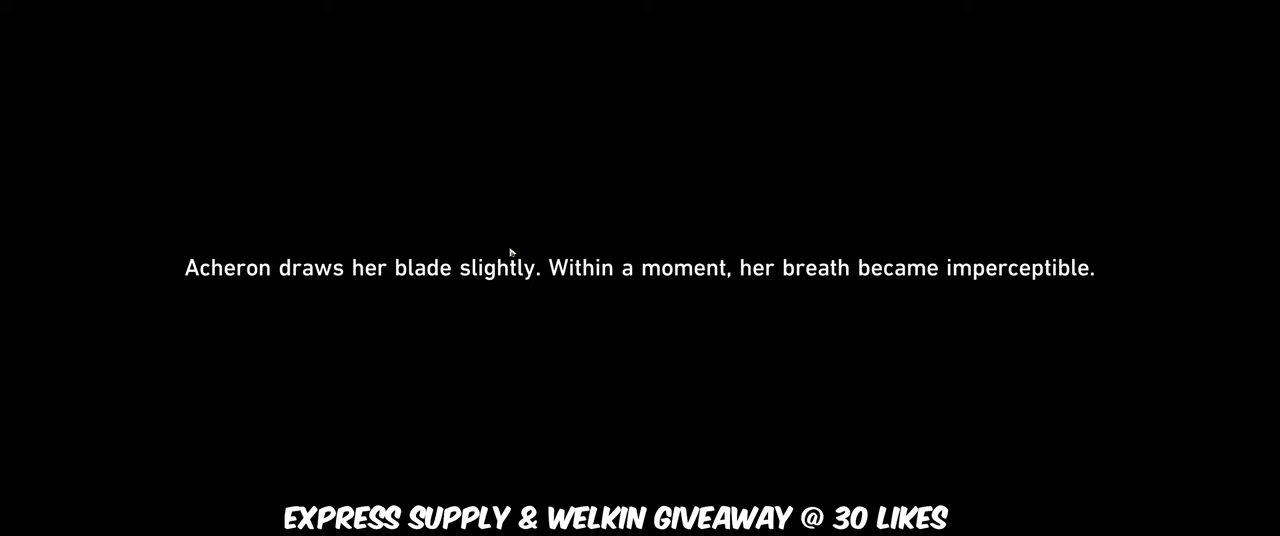 Acheron draws her blade slightly. Within a moment, her breath became imperceptible.
EXPRESS SUPPLY & WELKIN GIVEAWAY @ 30 LIKES